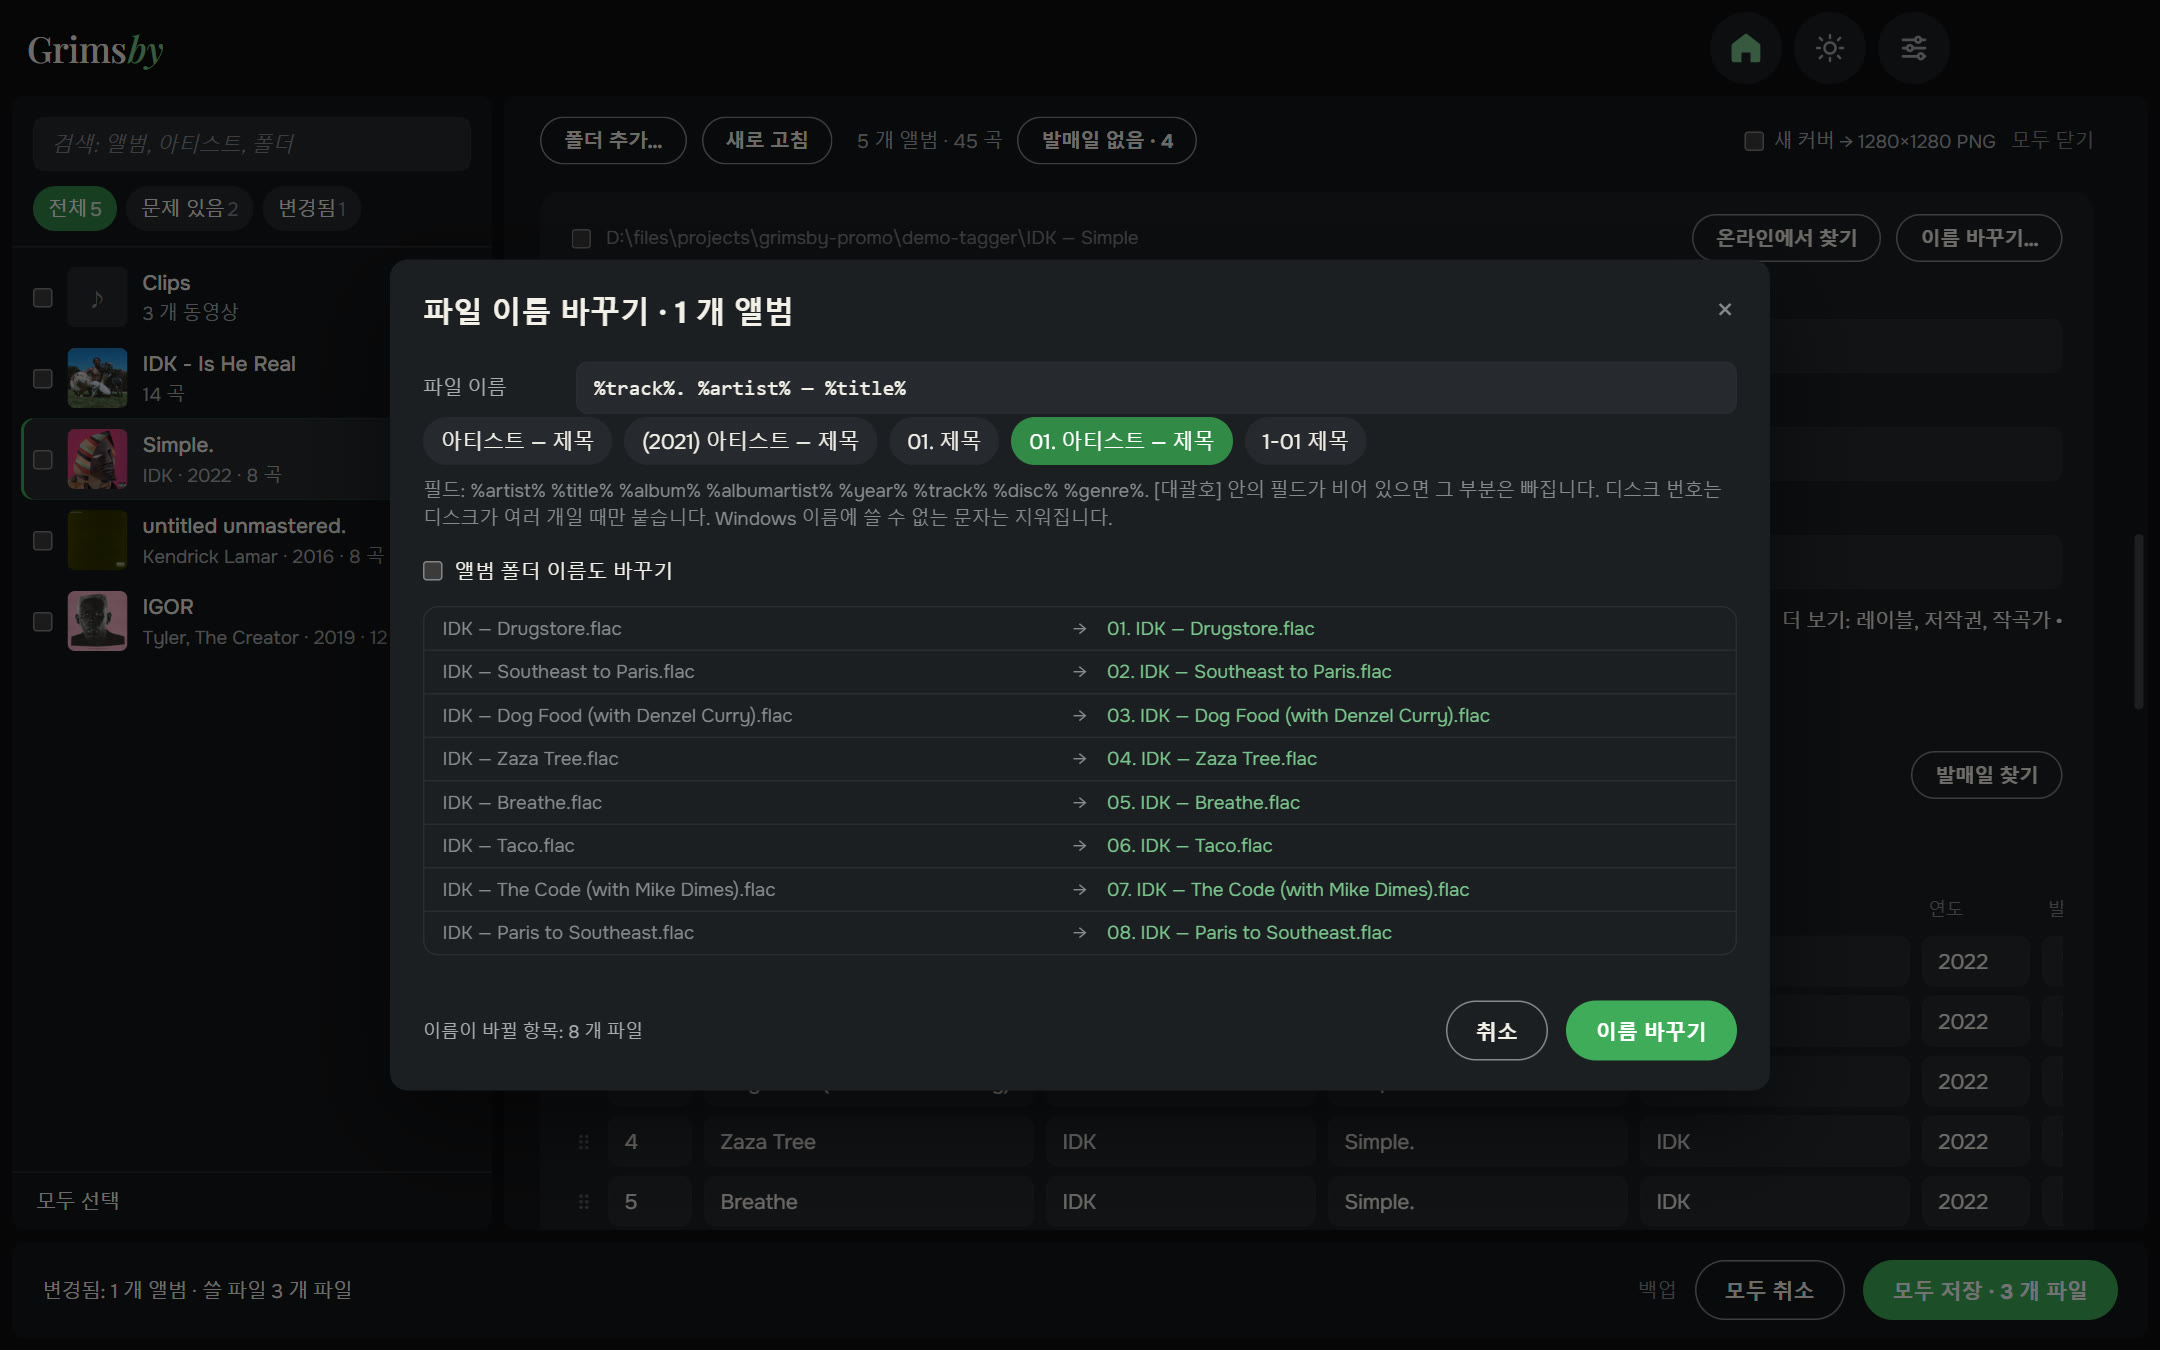 Grimsby
검색: 앨범, 아티스트, 폴더
전체 5
문제 있음 2
변경됨 1
Clips
3 개 동영상
IDK - Is He Real
14 곡
Simple.
IDK · 2022 · 8 곡
untitled unmastered.
Kendrick Lamar · 2016 · 8 곡
IGOR
Tyler, The Creator · 2019 · 12
모두 선택
폴더 추가...
새로 고침
5 개 앨범 · 45 곡
발매일 없음 · 4
새 커버 → 1280×1280 PNG
모두 닫기
D:\files\projects\grimsby-promo\demo-tagger\IDK — Simple
온라인에서 찾기
이름 바꾸기...
파일 이름 바꾸기 · 1 개 앨범
×
파일 이름
%track%. %artist% — %title%
아티스트 — 제목
(2021) 아티스트 — 제목
01. 제목
01. 아티스트 — 제목
1-01 제목
필드: %artist% %title% %album% %albumartist% %year% %track% %disc% %genre%. [대괄호] 안의 필드가 비어 있으면 그 부분은 빠집니다. 디스크 번호는
디스크가 여러 개일 때만 붙습니다. Windows 이름에 쓸 수 없는 문자는 지워집니다.
앨범 폴더 이름도 바꾸기
IDK — Drugstore.flac → 01. IDK — Drugstore.flac
IDK — Southeast to Paris.flac → 02. IDK — Southeast to Paris.flac
IDK — Dog Food (with Denzel Curry).flac → 03. IDK — Dog Food (with Denzel Curry).flac
IDK — Zaza Tree.flac → 04. IDK — Zaza Tree.flac
IDK — Breathe.flac → 05. IDK — Breathe.flac
IDK — Taco.flac → 06. IDK — Taco.flac
IDK — The Code (with Mike Dimes).flac → 07. IDK — The Code (with Mike Dimes).flac
IDK — Paris to Southeast.flac → 08. IDK — Paris to Southeast.flac
이름이 바뀔 항목: 8 개 파일
취소
이름 바꾸기
더 보기: 레이블, 저작권, 작곡가 •
발매일 찾기
연도
2022
2022
2022
4 Zaza Tree IDK Simple. IDK 2022
5 Breathe IDK Simple. IDK 2022
변경됨: 1 개 앨범 · 쓸 파일 3 개 파일
백업
모두 취소
모두 저장 · 3 개 파일